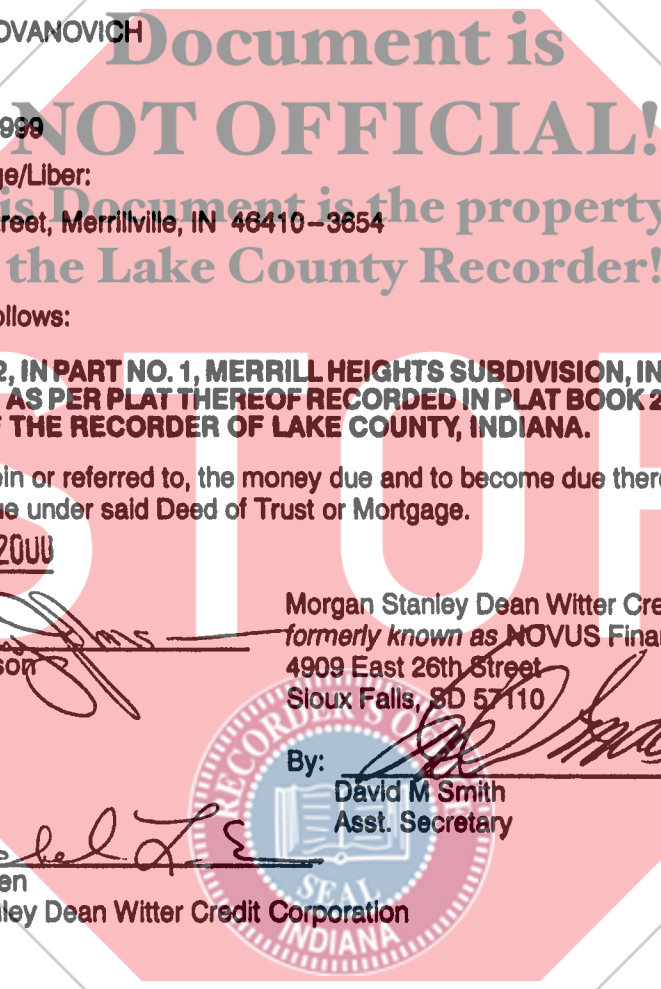 OVANOVICH
Document is
NOT OFFICIAL!
999
ge/Liber:
is Document is the property
reet, Merrillville, IN 46410-3654
the Lake County Recorder!
ollows:
2, IN PART NO. 1, MERRILL HEIGHTS SUBDIVISION, IN
AS PER PLAT THEREOF RECORDED IN PLAT BOOK 2
F THE RECORDER OF LAKE COUNTY, INDIANA.
STOP
ein or referred to, the money due and to become due there
ue under said Deed of Trust or Mortgage.
2000
Morgan Stanley Dean Witter Cre
formerly known as NOVUS Finan
son
4909 East 26th Street
Sioux Falls, SD 57110
By:
David M Smith
Asst. Secretary
en
ley Dean Witter Credit Corporation
RECORDER'S OF
SEAL
INDIANA